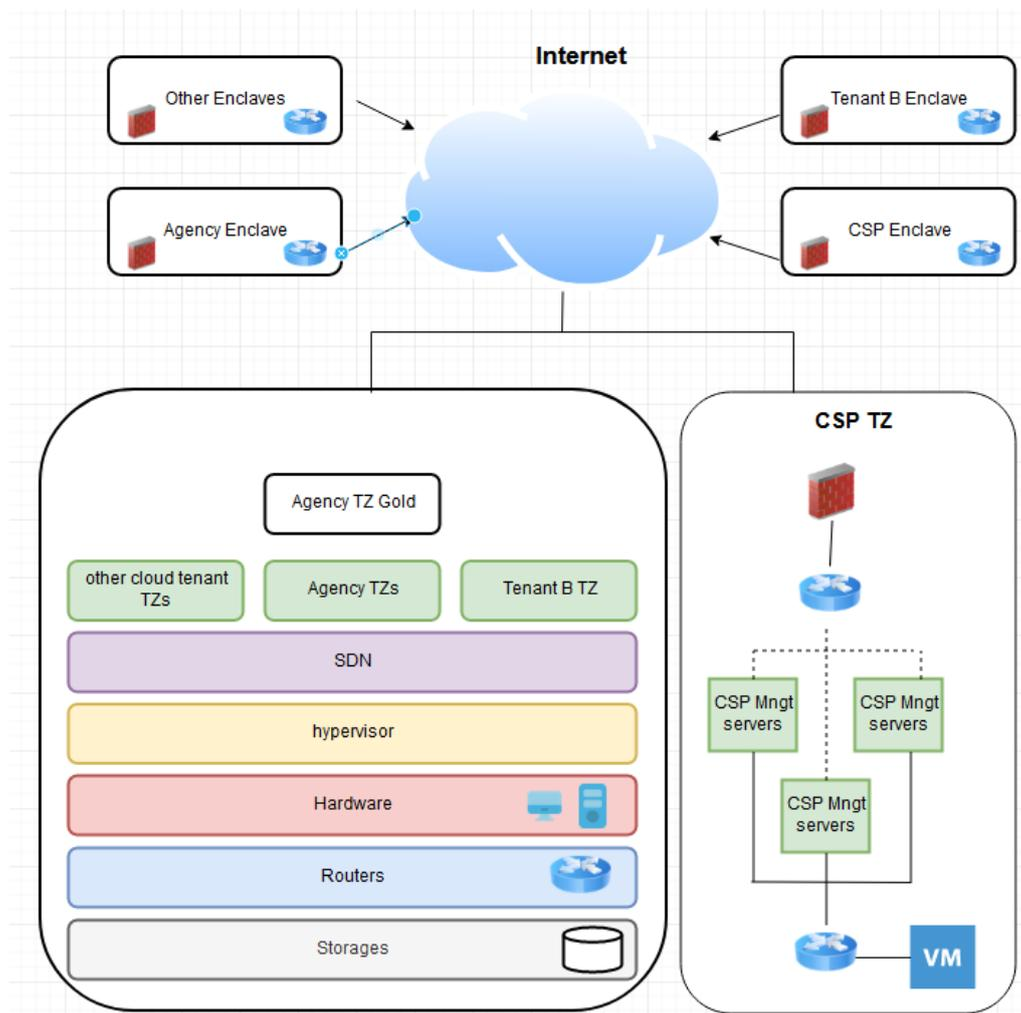 Internet
Other Enclaves
Tenant B Enclave
Agency Enclave
CSP Enclave
CSP TZ
Agency TZ Gold
other cloud tenant
TZs
Agency TZs
Tenant B TZ
SDN
hypervisor
Hardware
Routers
Storages
CSP Mngt
servers
CSP Mngt
servers
CSP Mngt
servers
VM